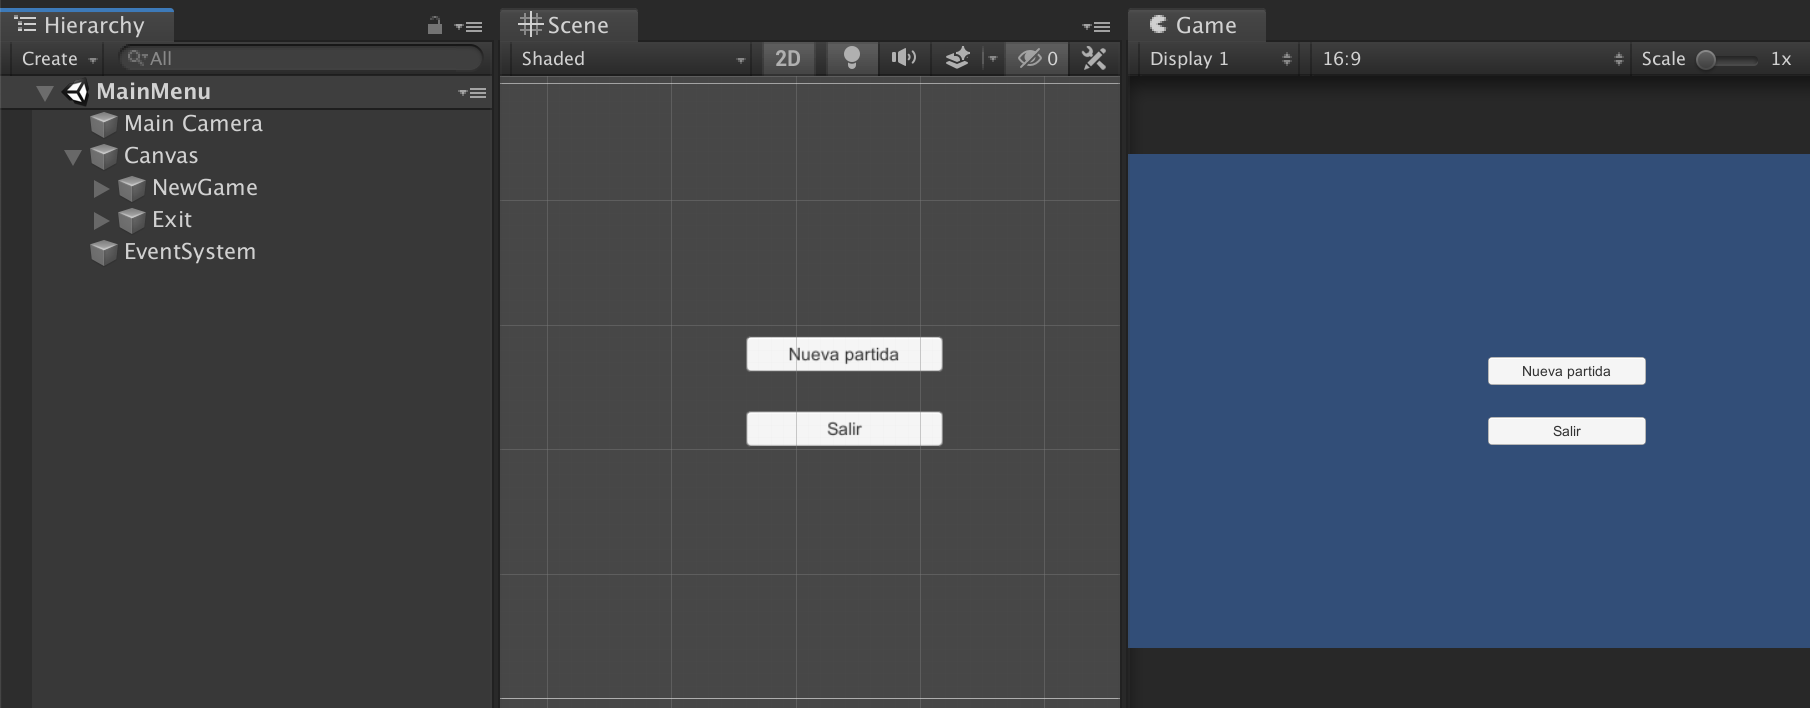 Hierarchy
Create
All
MainMenu
Main Camera
Canvas
NewGame
Exit
EventSystem
Scene
Shaded
2D
0
Nueva partida
Salir
Game
Display 1
16:9
Scale
1x
Nueva partida
Salir